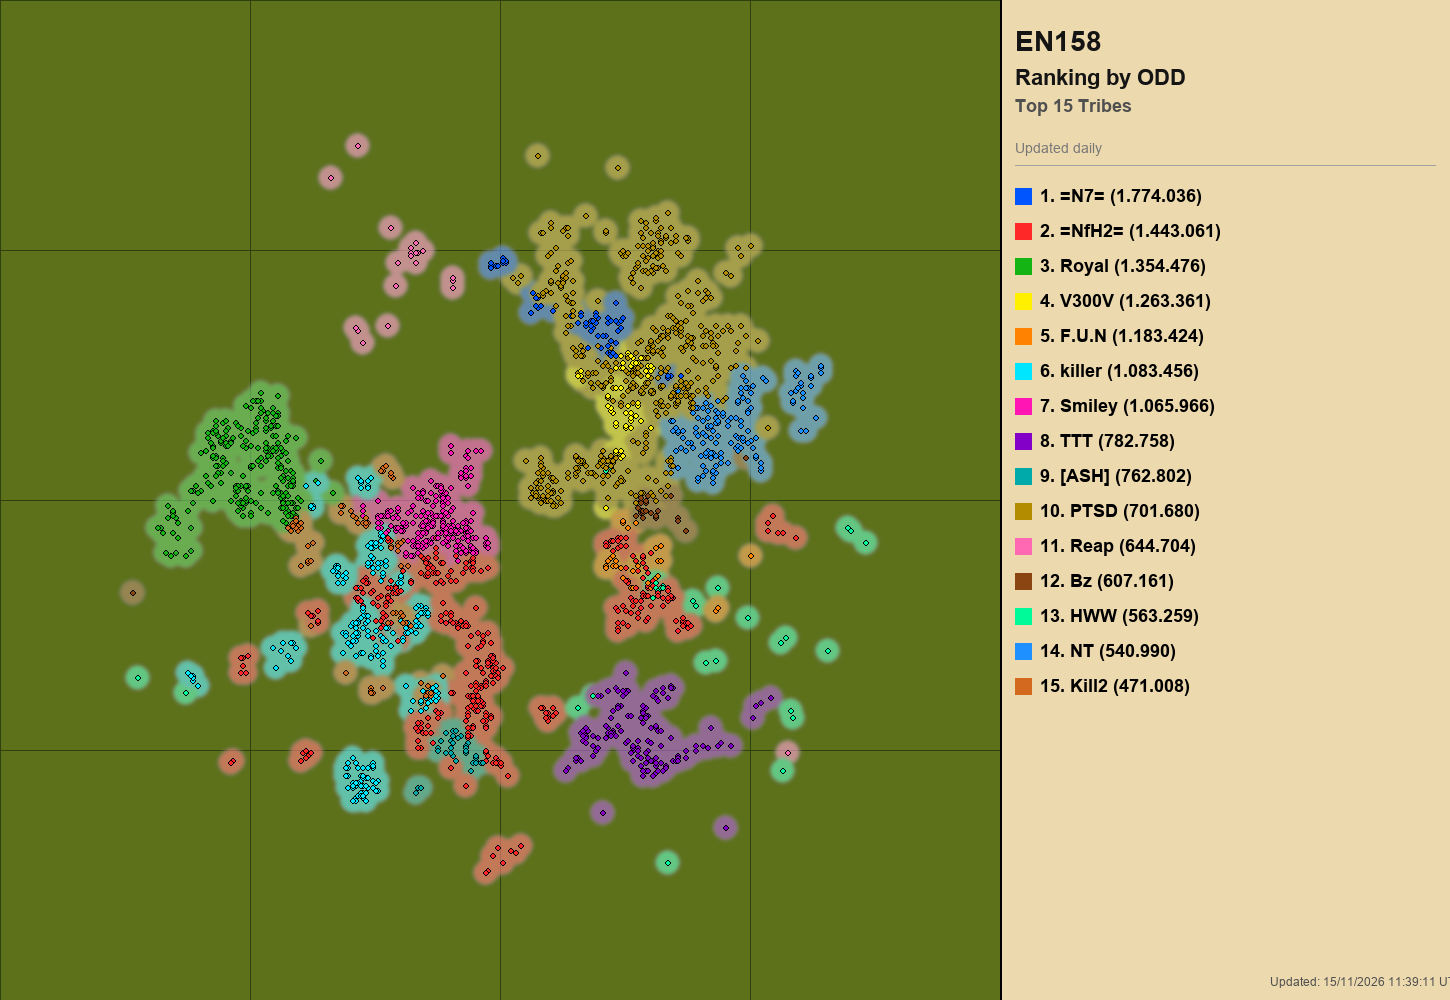 EN158
Ranking by ODD
Top 15 Tribes
Updated daily
1. =N7= (1.774.036)
2. =NfH2= (1.443.061)
3. Royal (1.354.476)
4. V300V (1.263.361)
5. F.U.N (1.183.424)
6. killer (1.083.456)
7. Smiley (1.065.966)
8. TTT (782.758)
9. [ASH] (762.802)
10. PTSD (701.680)
11. Reap (644.704)
12. Bz (607.161)
13. HWW (563.259)
14. NT (540.990)
15. Kill2 (471.008)
Updated: 15/11/2026 11:39:11 U